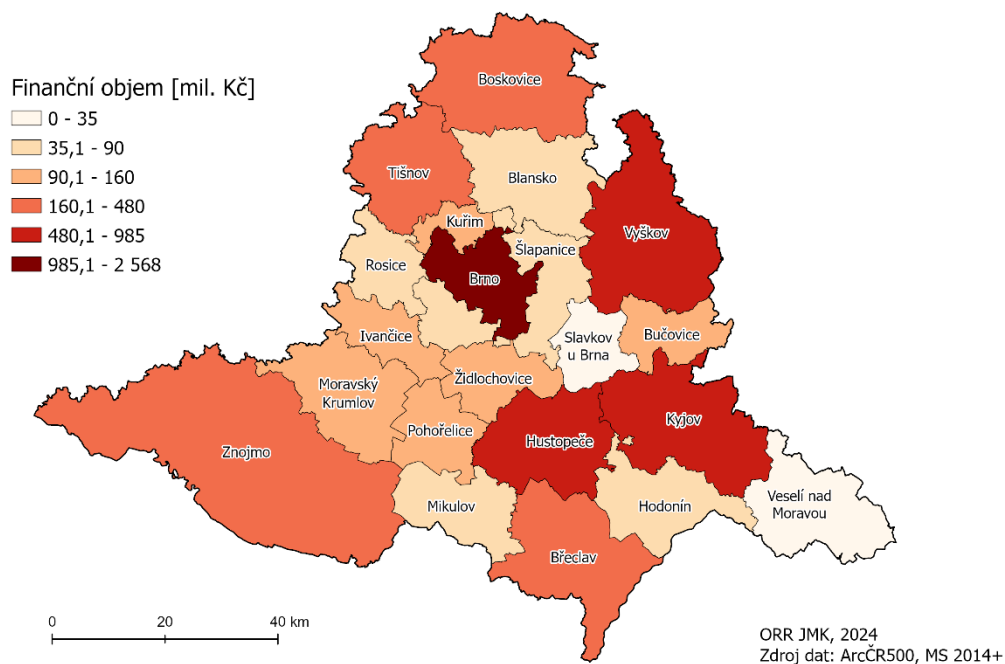 Finanční objem [mil. Kč]
0 - 35
35,1 - 90
90,1 - 160
160,1 - 480
480,1 - 985
985,1 - 2 568
Boskovice
Tišnov
Blansko
Kuřim
Vyškov
Šlapanice
Rosice
Brno
Ivančice
Slavkov
u Brna
Bučovice
Moravský
Krumlov
Židlochovice
Pohořelice
Kyjov
Hustopeče
Znojmo
Mikulov
Hodonín
Veselí nad
Moravou
Břeclav
0 20 40 km
ORR JMK, 2024
Zdroj dat: ArcČR500, MS 2014+